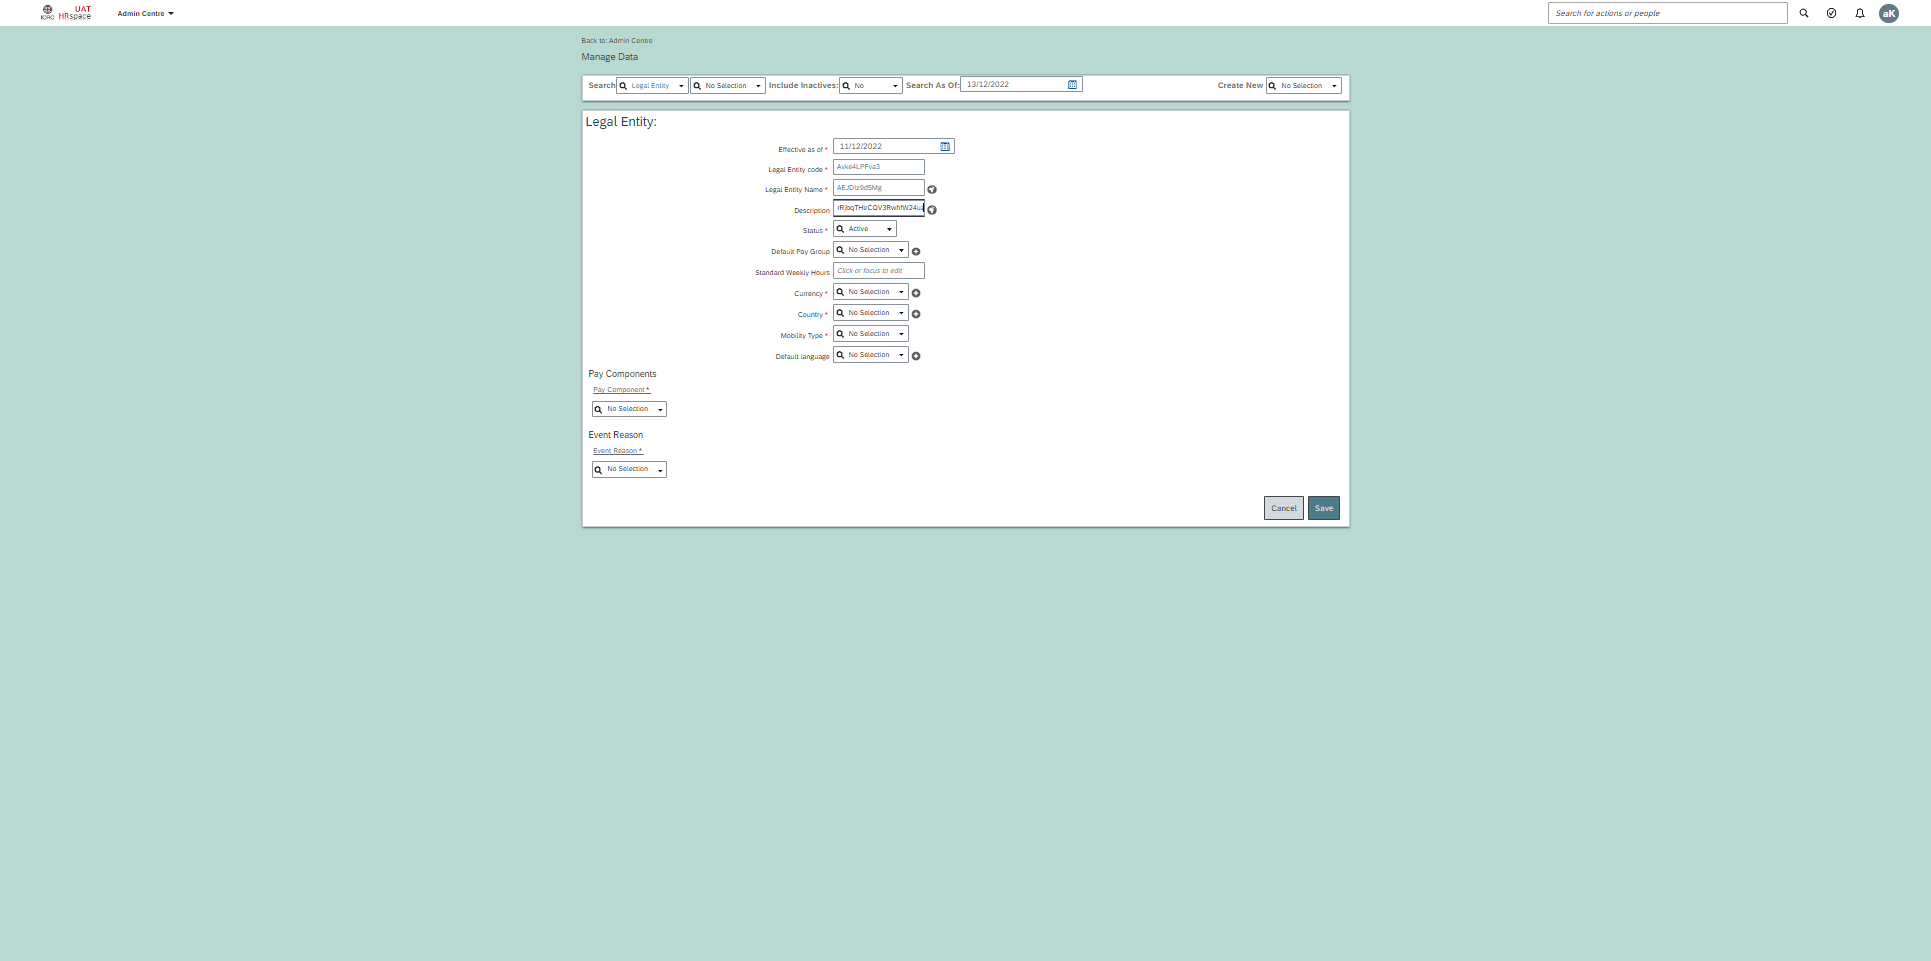 ICRC
UAT
HRspace
Admin Centre
Search for actions or people
aK
Back to: Admin Centre
Manage Data
Search Legal Entity No Selection Include Inactives: No Search As Of: 13/12/2022 Create New No Selection
Legal Entity:
Effective as of * 11/12/2022
Legal Entity code * Avke4LPFva3
Legal Entity Name * AEJDIz9d5Mg
Description
Status * Active
Default Pay Group No Selection
Standard Weekly Hours Click or focus to edit
Currency * No Selection
Country * No Selection
Mobility Type * No Selection
Default language No Selection
Pay Components
Pay Component *
No Selection
Event Reason
Event Reason *
No Selection
Cancel Save